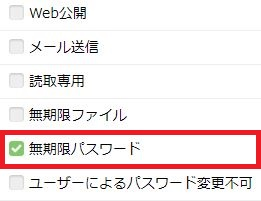 Web公開
メール送信
読取専用
無期限ファイル
無期限パスワード
ユーザーによるパスワード変更不可